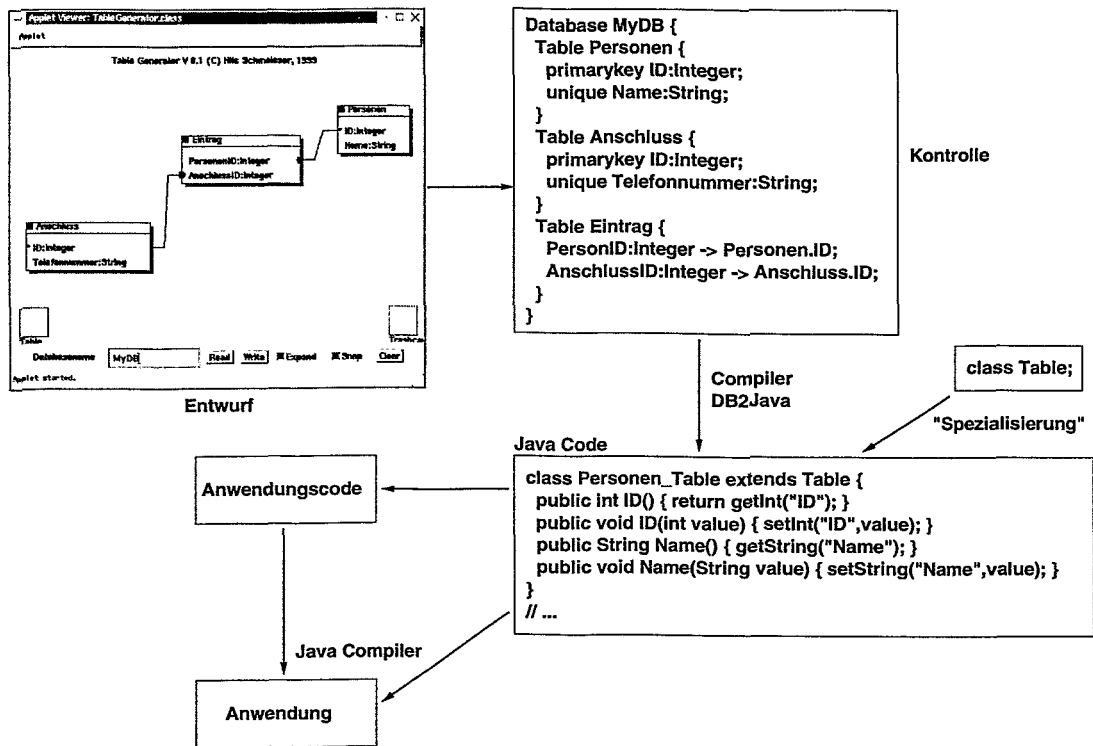 Applet Viewer: TableGenerator.class
Applet
Table Generator V 0.1 (C) Nils Schmeisser, 1999
Personen
ID:Integer
Name:String
Eintrag
PersonenID:Integer
AnschlussID:Integer
Anschluss
ID:Integer
Telefonnummer:String
Table
Trashcan
Databasename
MyDB
Read
Write
Expand
Snap
Clear
Applet started.
Entwurf
Database MyDB {
Table Personen {
primarykey ID:Integer;
unique Name:String;
}
Table Anschluss {
primarykey ID:Integer;
unique Telefonnummer:String;
}
Table Eintrag {
PersonID:Integer -> Personen.ID;
AnschlussID:Integer -> Anschluss.ID;
}
}
Kontrolle
Compiler
DB2Java
class Table;
"Spezialisierung"
Java Code
class Personen_Table extends Table {
public int ID() { return getInt("ID"); }
public void ID(int value) { setInt("ID",value); }
public String Name() { getString("Name"); }
public void Name(String value) { setString("Name",value); }
}
// ...
Anwendungscode
Java Compiler
Anwendung